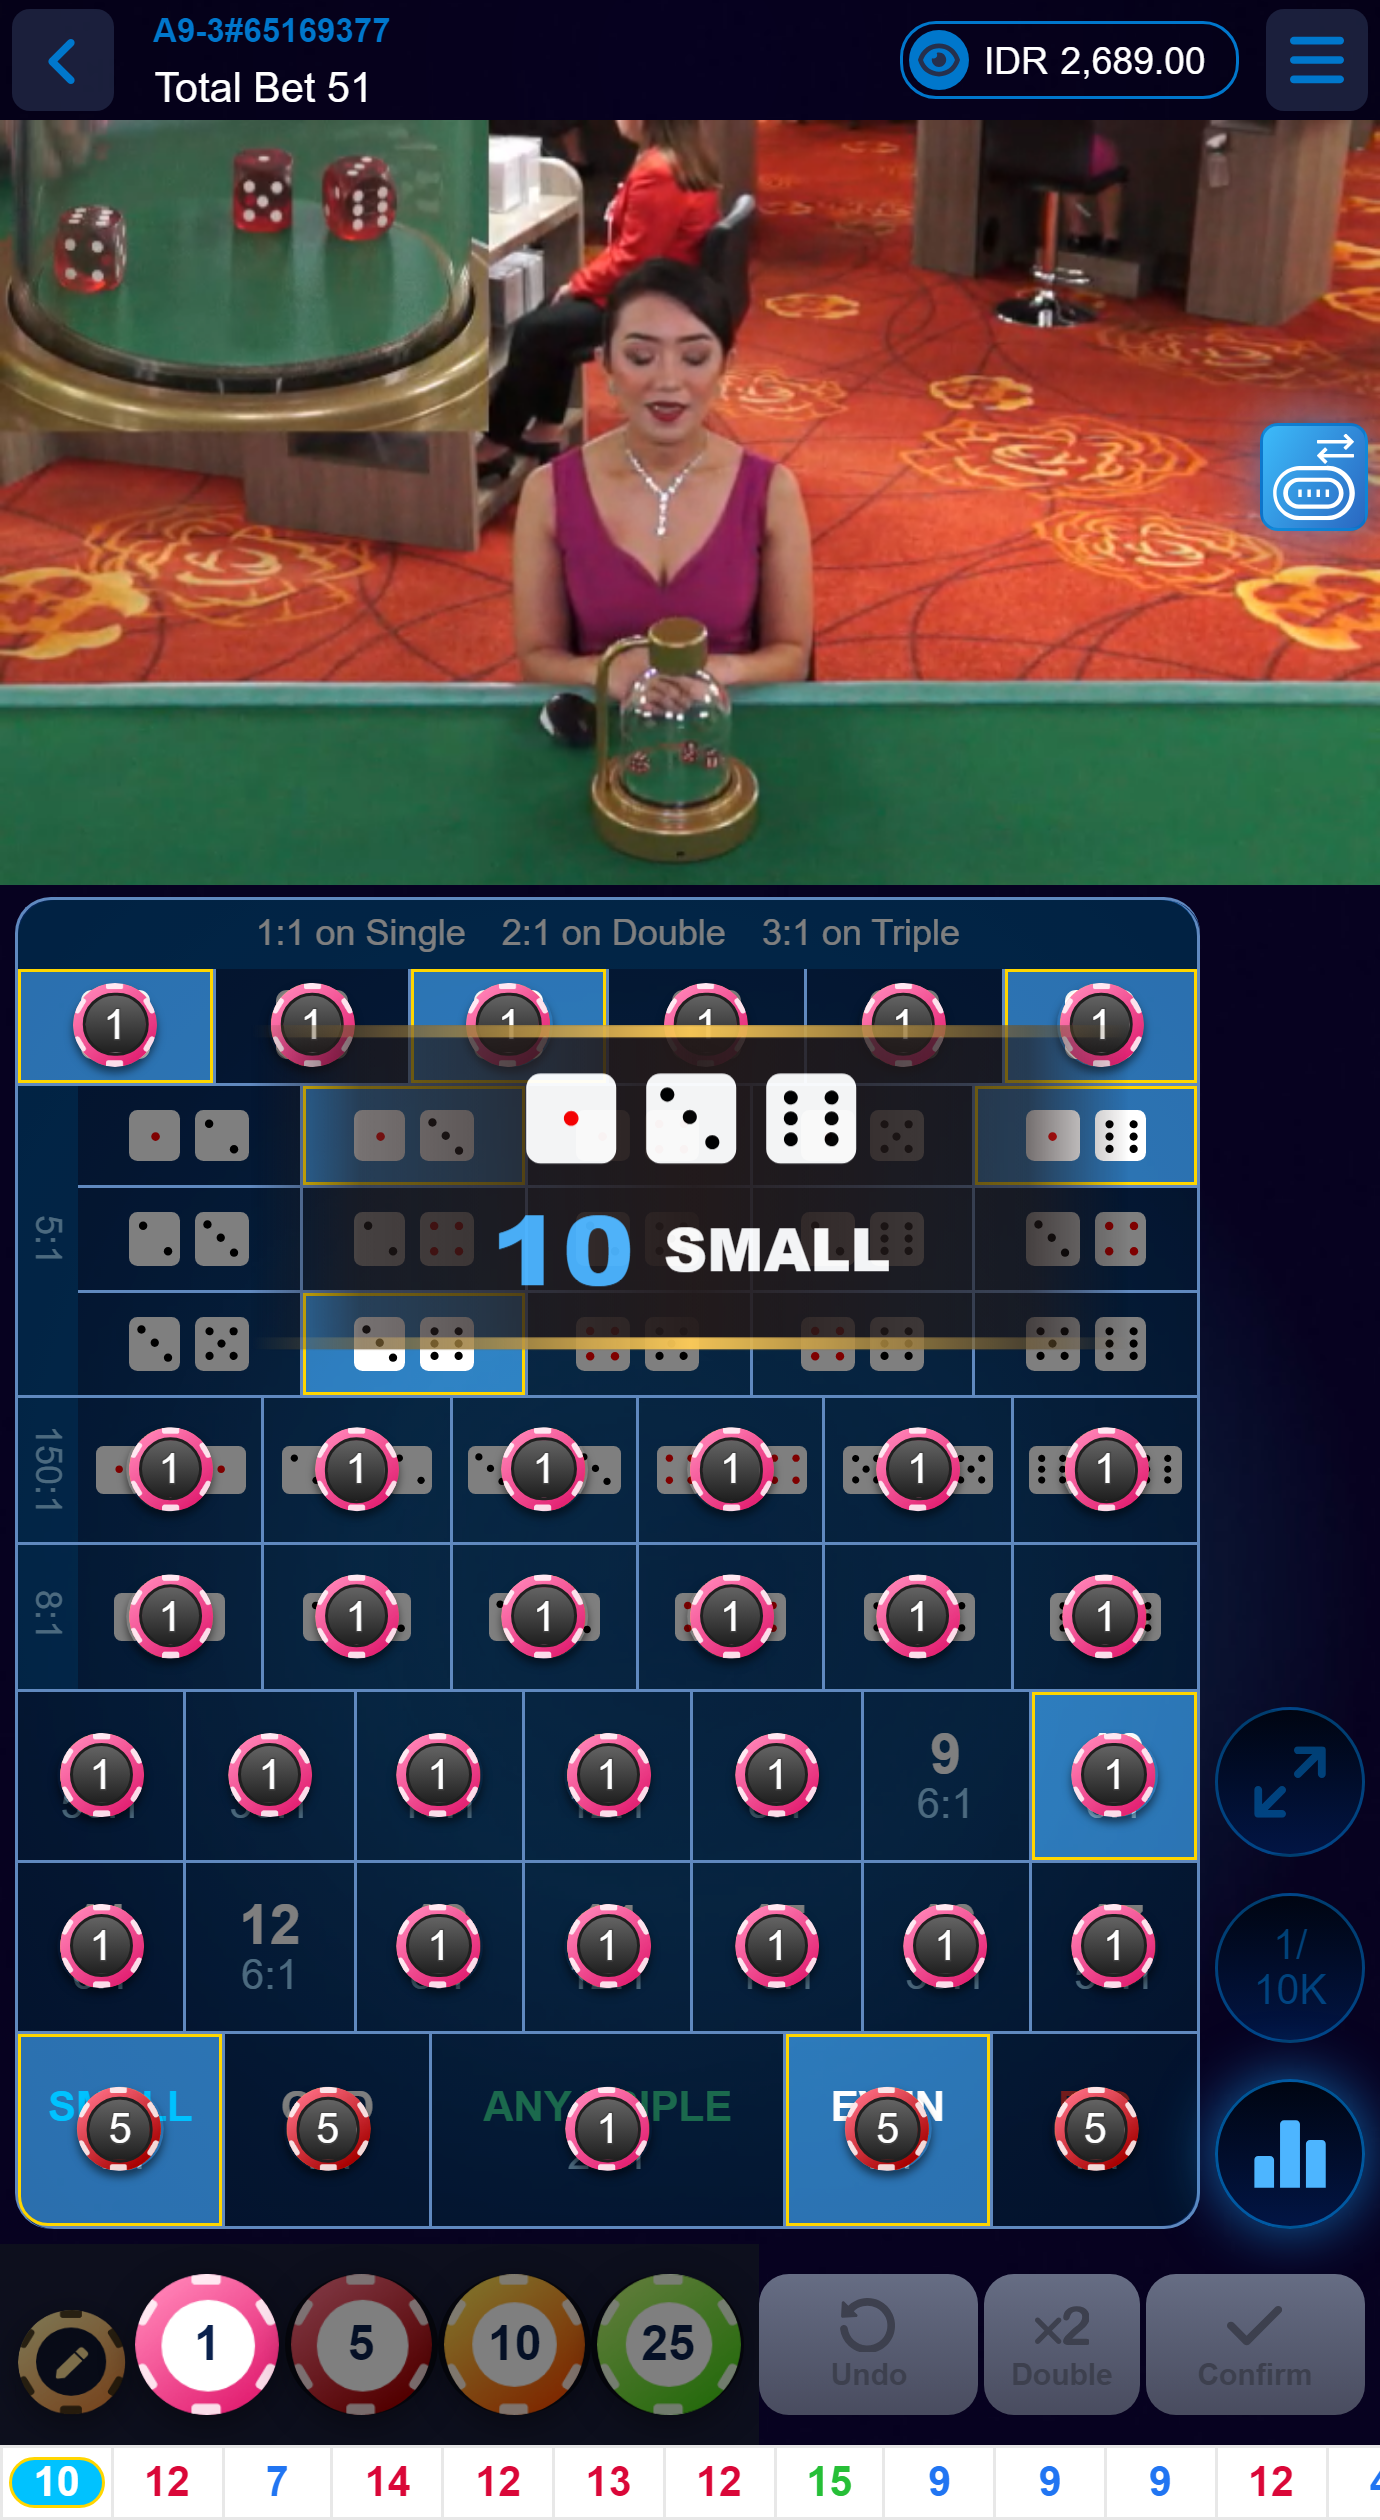 A9-3#65169377
Total Bet 51
IDR 2,689.00
1:1 on Single 2:1 on Double 3:1 on Triple
1 1 1 1 1 1
10 SMALL
5:1
150:1
1 1 1 1 1 1
8:1
1 1 1 1 1 1
1 1 1 1 1 9 1
6:1
1 12 1 1 1 1 1
6:1
1/
10K
ANY
5 5 1 5 5
1 5 10 25
Undo
x2
Double
Confirm
10 12 7 14 12 13 12 15 9 9 9 12